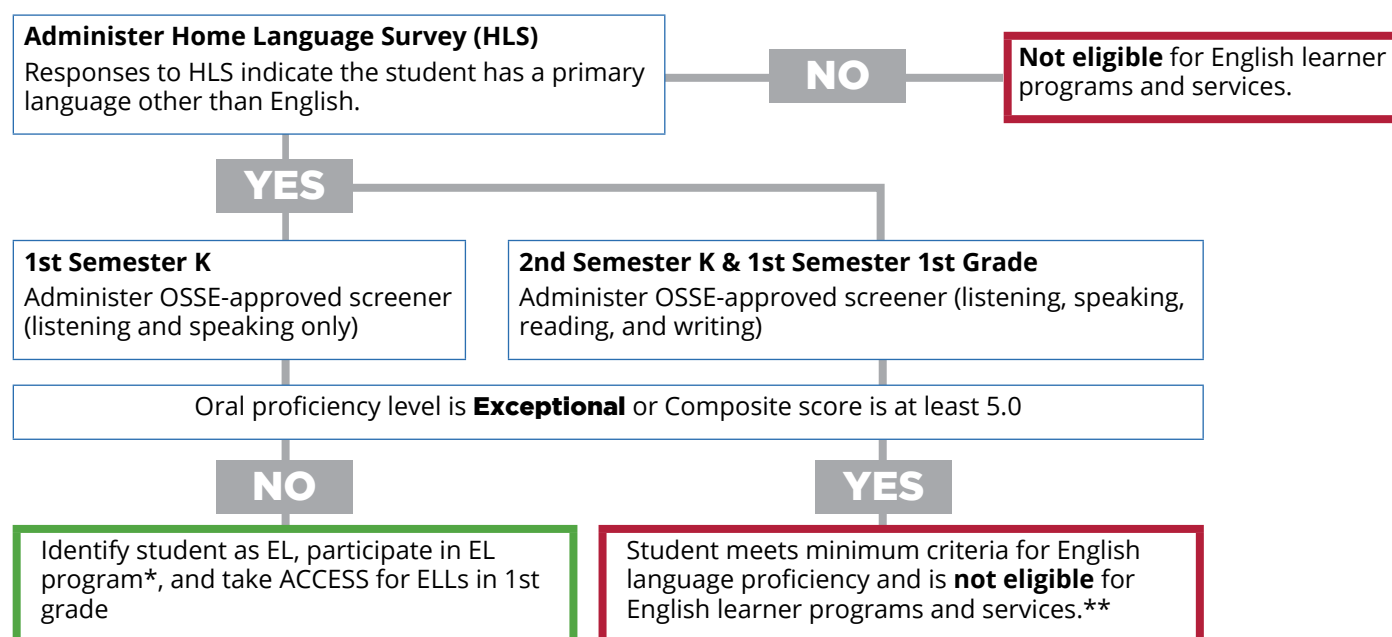 Administer Home Language Survey (HLS)
Responses to HLS indicate the student has a primary
language other than English.
NO
Not eligible for English learner
programs and services.
YES
1st Semester K
Administer OSSE-approved screener
(listening and speaking only)
2nd Semester K & 1st Semester 1st Grade
Administer OSSE-approved screener (listening, speaking,
reading, and writing)
Oral proficiency level is Exceptional or Composite score is at least 5.0
NO
YES
Identify student as EL, participate in EL
program*, and take ACCESS for ELLs in 1st
grade
Student meets minimum criteria for English
language proficiency and is not eligible for
English learner programs and services.**